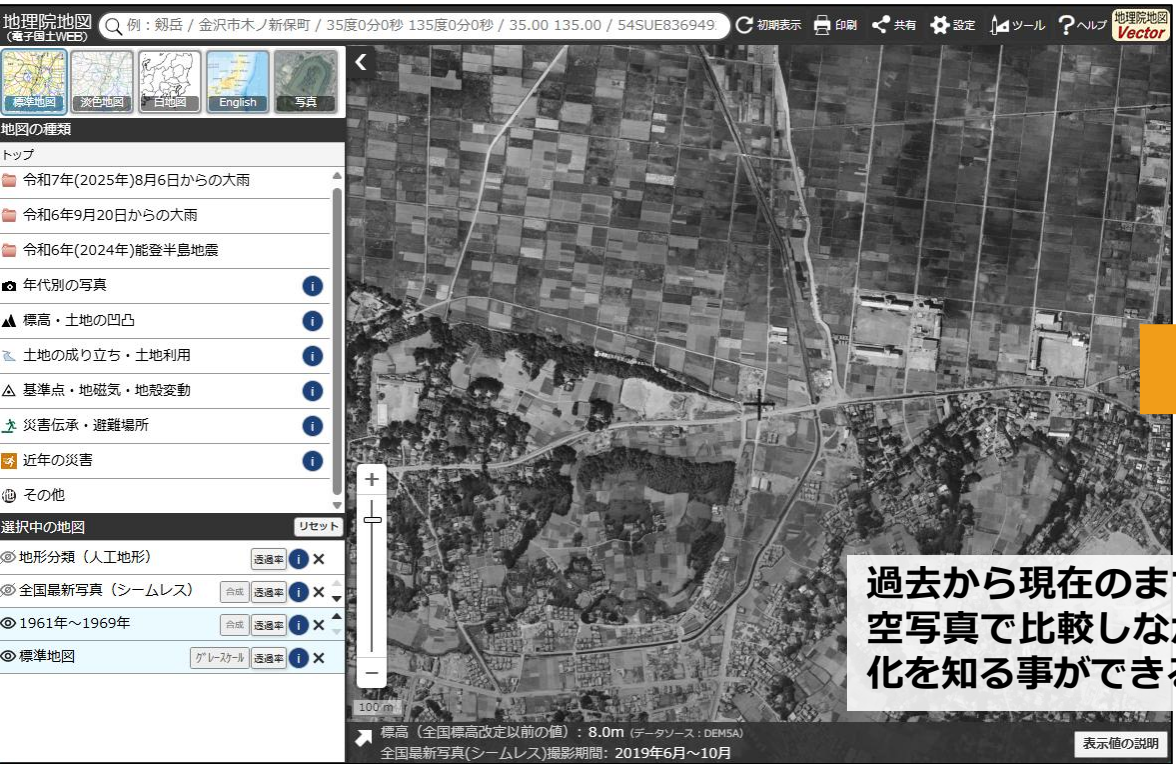 地理院地図
(電子国土WEB)
例：剱岳 / 金沢市木ノ新保町 / 35度0分0秒 135度0分0秒 / 35.00 135.00 / 54SUE836949
初期表示
印刷
共有
設定
ツール
ヘルプ
地理院地図
Vector
標準地図
淡色地図
白地図
English
写真
地図の種類
トップ
令和7年(2025年)8月6日からの大雨
令和6年9月20日からの大雨
令和6年(2024年)能登半島地震
年代別の写真
標高・土地の凹凸
土地の成り立ち・土地利用
基準点・地磁気・地殻変動
災害伝承・避難場所
近年の災害
その他
選択中の地図 リセット
地形分類（人工地形） 透過率
全国最新写真（シームレス） 合成 透過率
1961年～1969年 合成 透過率
標準地図 グレースケール 透過率
100 m
過去から現在のま
空写真で比較しな
化を知る事ができ
標高（全国標高改定以前の値）: 8.0m (データソース：DEM5A)
全国最新写真(シームレス)撮影期間: 2019年6月～10月
表示値の説明